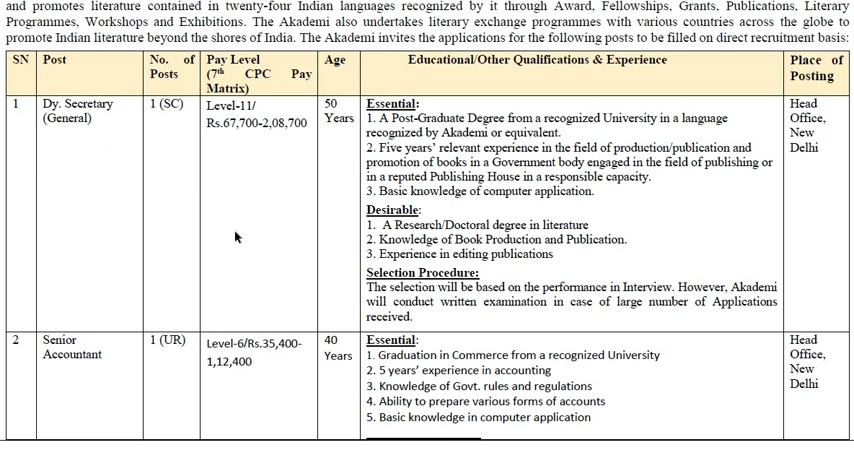 and promotes literature contained in twenty-four Indian languages recognized by it through Award, Fellowships, Grants, Publications, Literary
Programmes, Workshops and Exhibitions. The Akademi also undertakes literary exchange programmes with various countries across the globe to
promote Indian literature beyond the shores of India. The Akademi invites the applications for the following posts to be filled on direct recruitment basis:
SN
Post
No. of
Posts
Pay Level
(7th CPC Pay
Matrix)
Age
Educational/Other Qualifications & Experience
Place of
Posting
1
Dy. Secretary
(General)
1 (SC)
Level-11/
Rs.67,700-2,08,700
50
Years
Essential:
1. A Post-Graduate Degree from a recognized University in a language
recognized by Akademi or equivalent.
2. Five years' relevant experience in the field of production/publication and
promotion of books in a Government body engaged in the field of publishing or
in a reputed Publishing House in a responsible capacity.
3. Basic knowledge of computer application.
Desirable:
1. A Research/Doctoral degree in literature
2. Knowledge of Book Production and Publication.
3. Experience in editing publications
Selection Procedure:
The selection will be based on the performance in Interview. However, Akademi
will conduct written examination in case of large number of Applications
received.
Head
Office,
New
Delhi
2
Senior
Accountant
1 (UR)
Level-6/Rs.35,400-
1,12,400
40
Years
Essential:
1. Graduation in Commerce from a recognized University
2. 5 years' experience in accounting
3. Knowledge of Govt. rules and regulations
4. Ability to prepare various forms of accounts
5. Basic knowledge in computer application
Head
Office,
New
Delhi